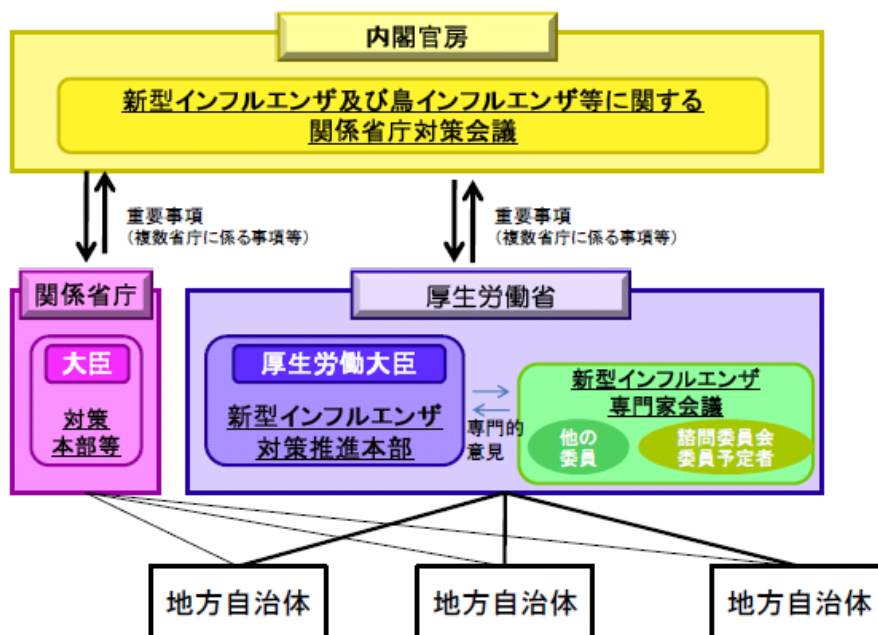 内閣官房
新型インフルエンザ及び鳥インフルエンザ等に関する
関係省庁対策会議
重要事項
（複数省庁に係る事項等）
重要事項
（複数省庁に係る事項等）
関係省庁
大臣
対策
本部等
厚生労働省
厚生労働大臣
新型インフルエンザ
対策推進本部
専門的
意見
新型インフルエンザ
専門家会議
他の
委員
諮問委員会
委員予定者
地方自治体
地方自治体
地方自治体